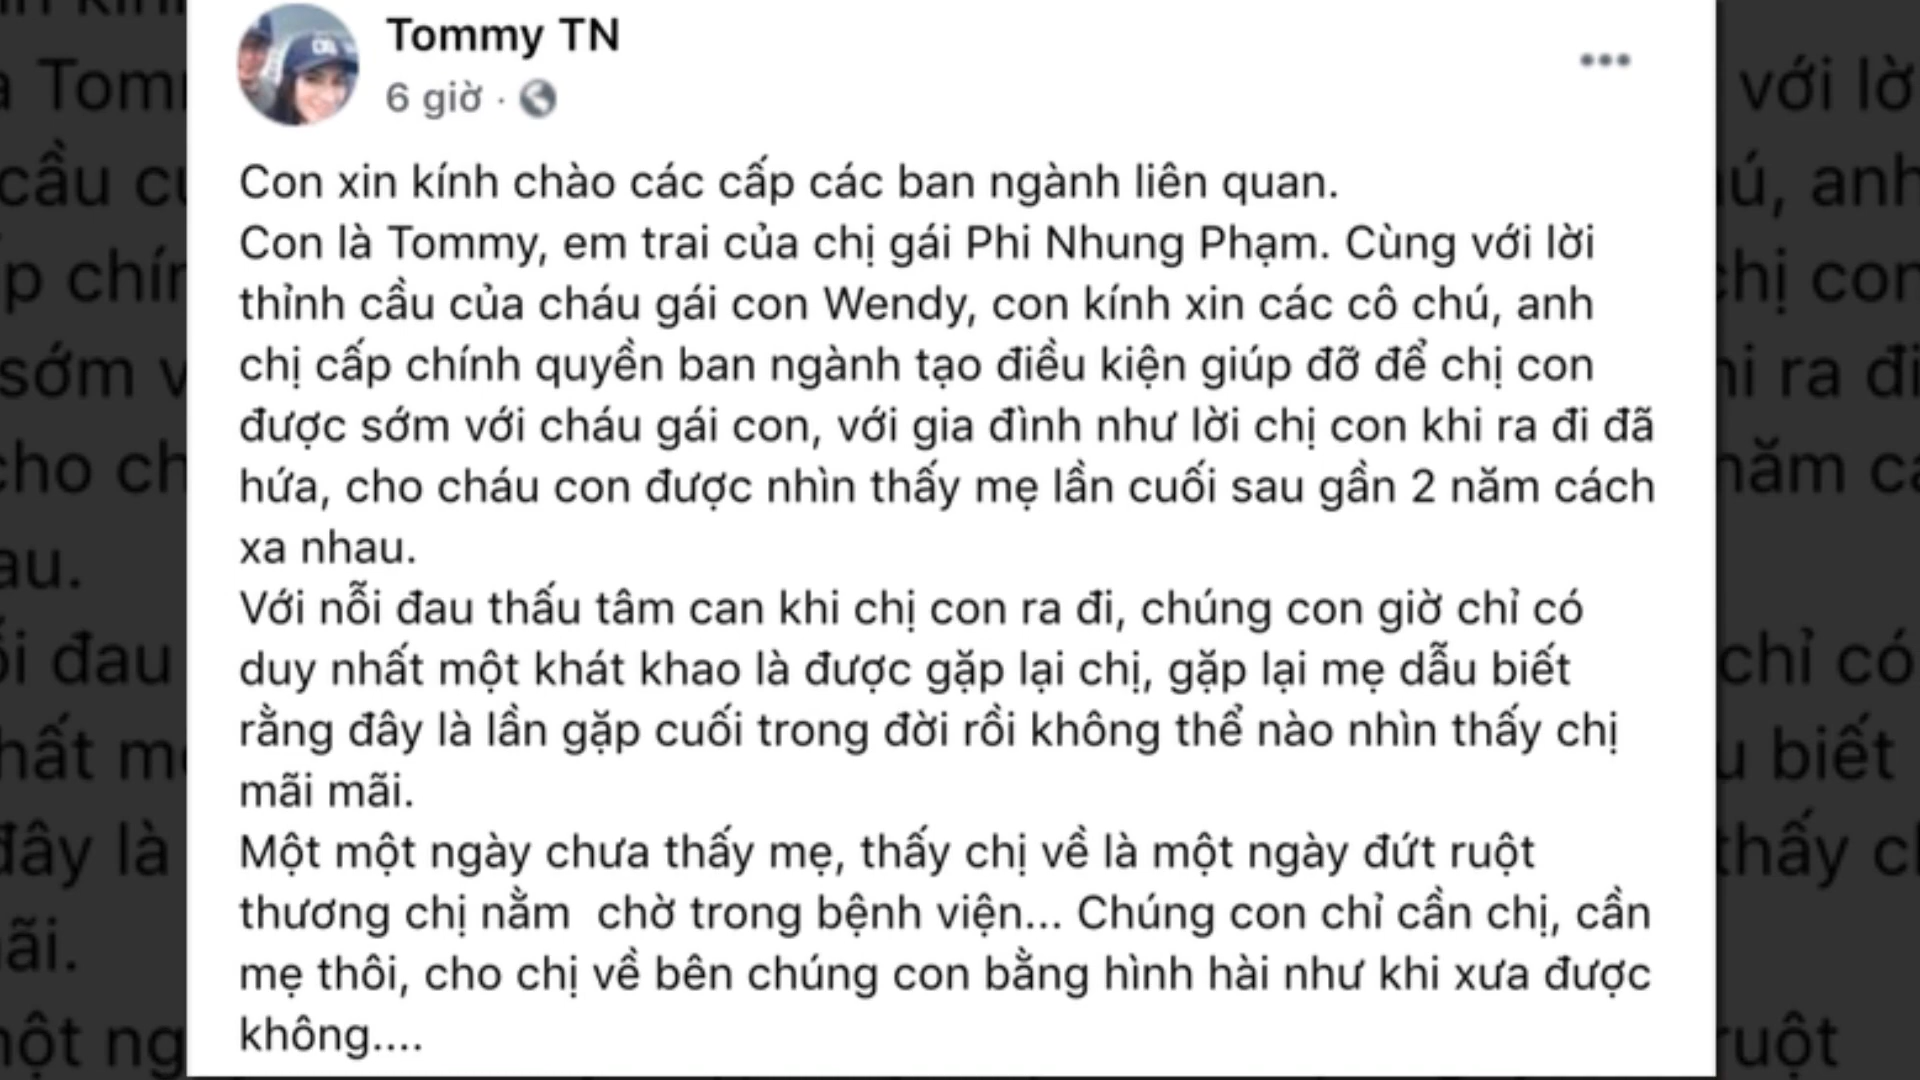 Tommy TN
6 giờ ·
Con xin kính chào các cấp các ban ngành liên quan.
Con là Tommy, em trai của chị gái Phi Nhung Phạm. Cùng với lời
thỉnh cầu của cháu gái con Wendy, con kính xin các cô chú, anh
chị cấp chính quyền ban ngành tạo điều kiện giúp đỡ để chị con
được sớm với cháu gái con, với gia đình như lời chị con khi ra đi đã
hứa, cho cháu con được nhìn thấy mẹ lần cuối sau gần 2 năm cách
xa nhau.
Với nỗi đau thấu tâm can khi chị con ra đi, chúng con giờ chỉ có
duy nhất một khát khao là được gặp lại chị, gặp lại mẹ dẫu biết
rằng đây là lần gặp cuối trong đời rồi không thể nào nhìn thấy chị
mãi mãi.
Một một ngày chưa thấy mẹ, thấy chị về là một ngày đứt ruột
thương chị nằm  chờ trong bệnh viện... Chúng con chỉ cần chị, cần
mẹ thôi, cho chị về bên chúng con bằng hình hài như khi xưa được
không....